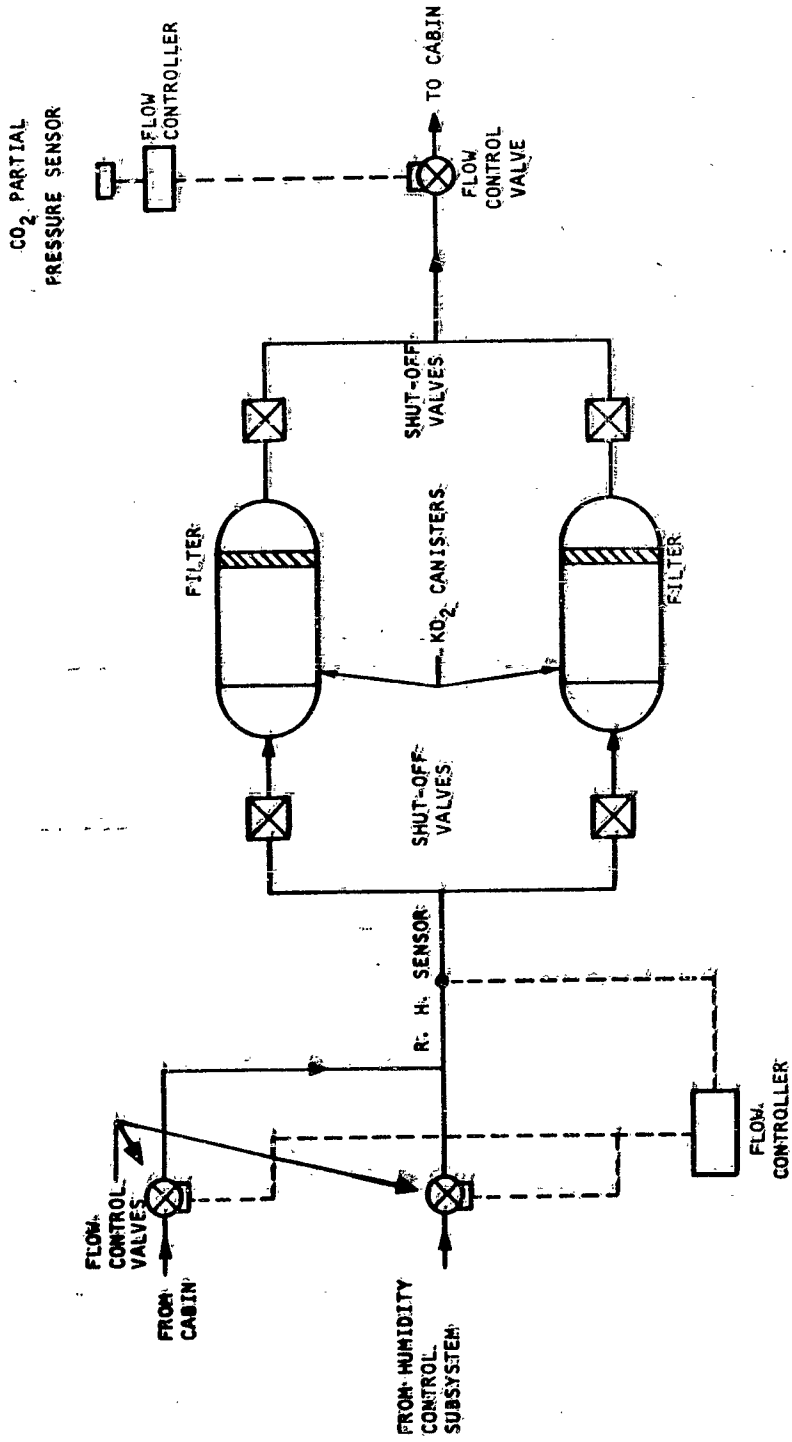 CO2 PARTIAL
PRESSURE SENSOR
FLOW
CONTROLLER
TO CABIN
FLOW
CONTROL
VALVE
SHUT-OFF
VALVES
FILTER
KO2 CANISTERS
FILTER
SHUT-OFF
VALVES
R. H. SENSOR
FLOW
CONTROL
VALVES
FROM
CABIN
FROM HUMIDITY
CONTROL
SUBSYSTEM
FLOW
CONTROLLER